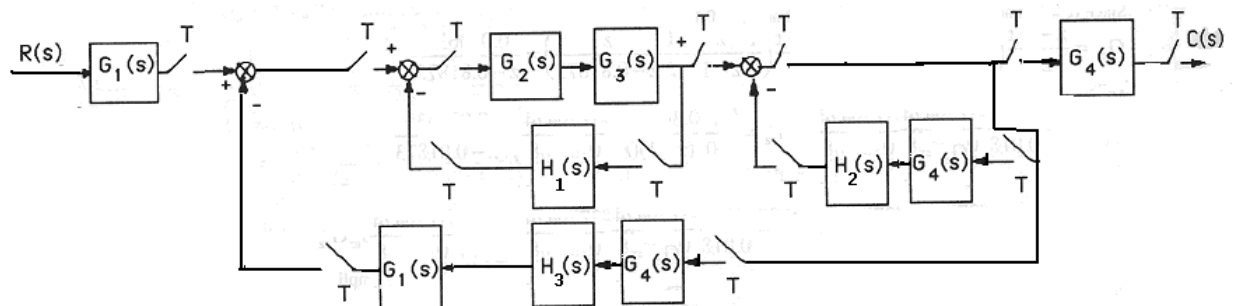 R(s)
G₁(s)
T
+
-
T
+
-
T
G₂(s)
G₃(s)
+
T
-
T
T
G₄(s)
T
C(s)
T
H₁(s)
T
T
H₂(s)
G₄(s)
T
T
G₁(s)
H₃(s)
G₄(s)
T